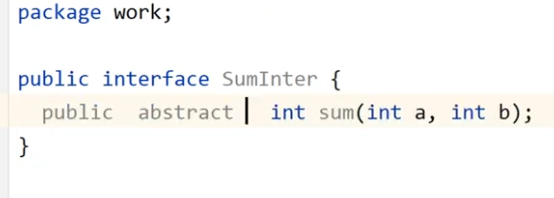 package work;
public interface SumInter {
public abstract int sum(int a, int b);
}